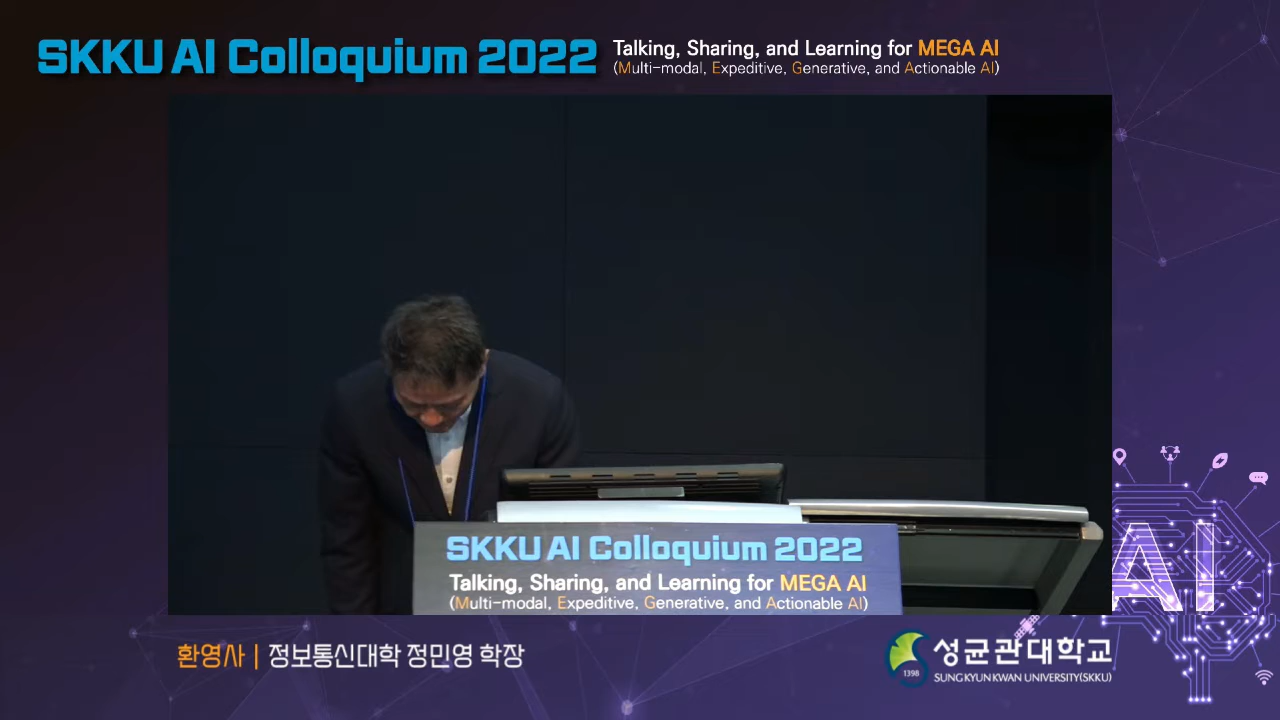 SKKU AI Colloquium 2022
Talking, Sharing, and Learning for MEGA AI
(Multi-modal, Expeditive, Generative, and Actionable AI)
SKKU AI Colloquium 2022
Talking, Sharing, and Learning for MEGA AI
(Multi-modal, Expeditive, Generative, and Actionable AI)
AI
환영사 | 정보통신대학 정민영 학장
1398
성균관대학교
SUNG KYUN KWAN UNIVERSITY(SKKU)